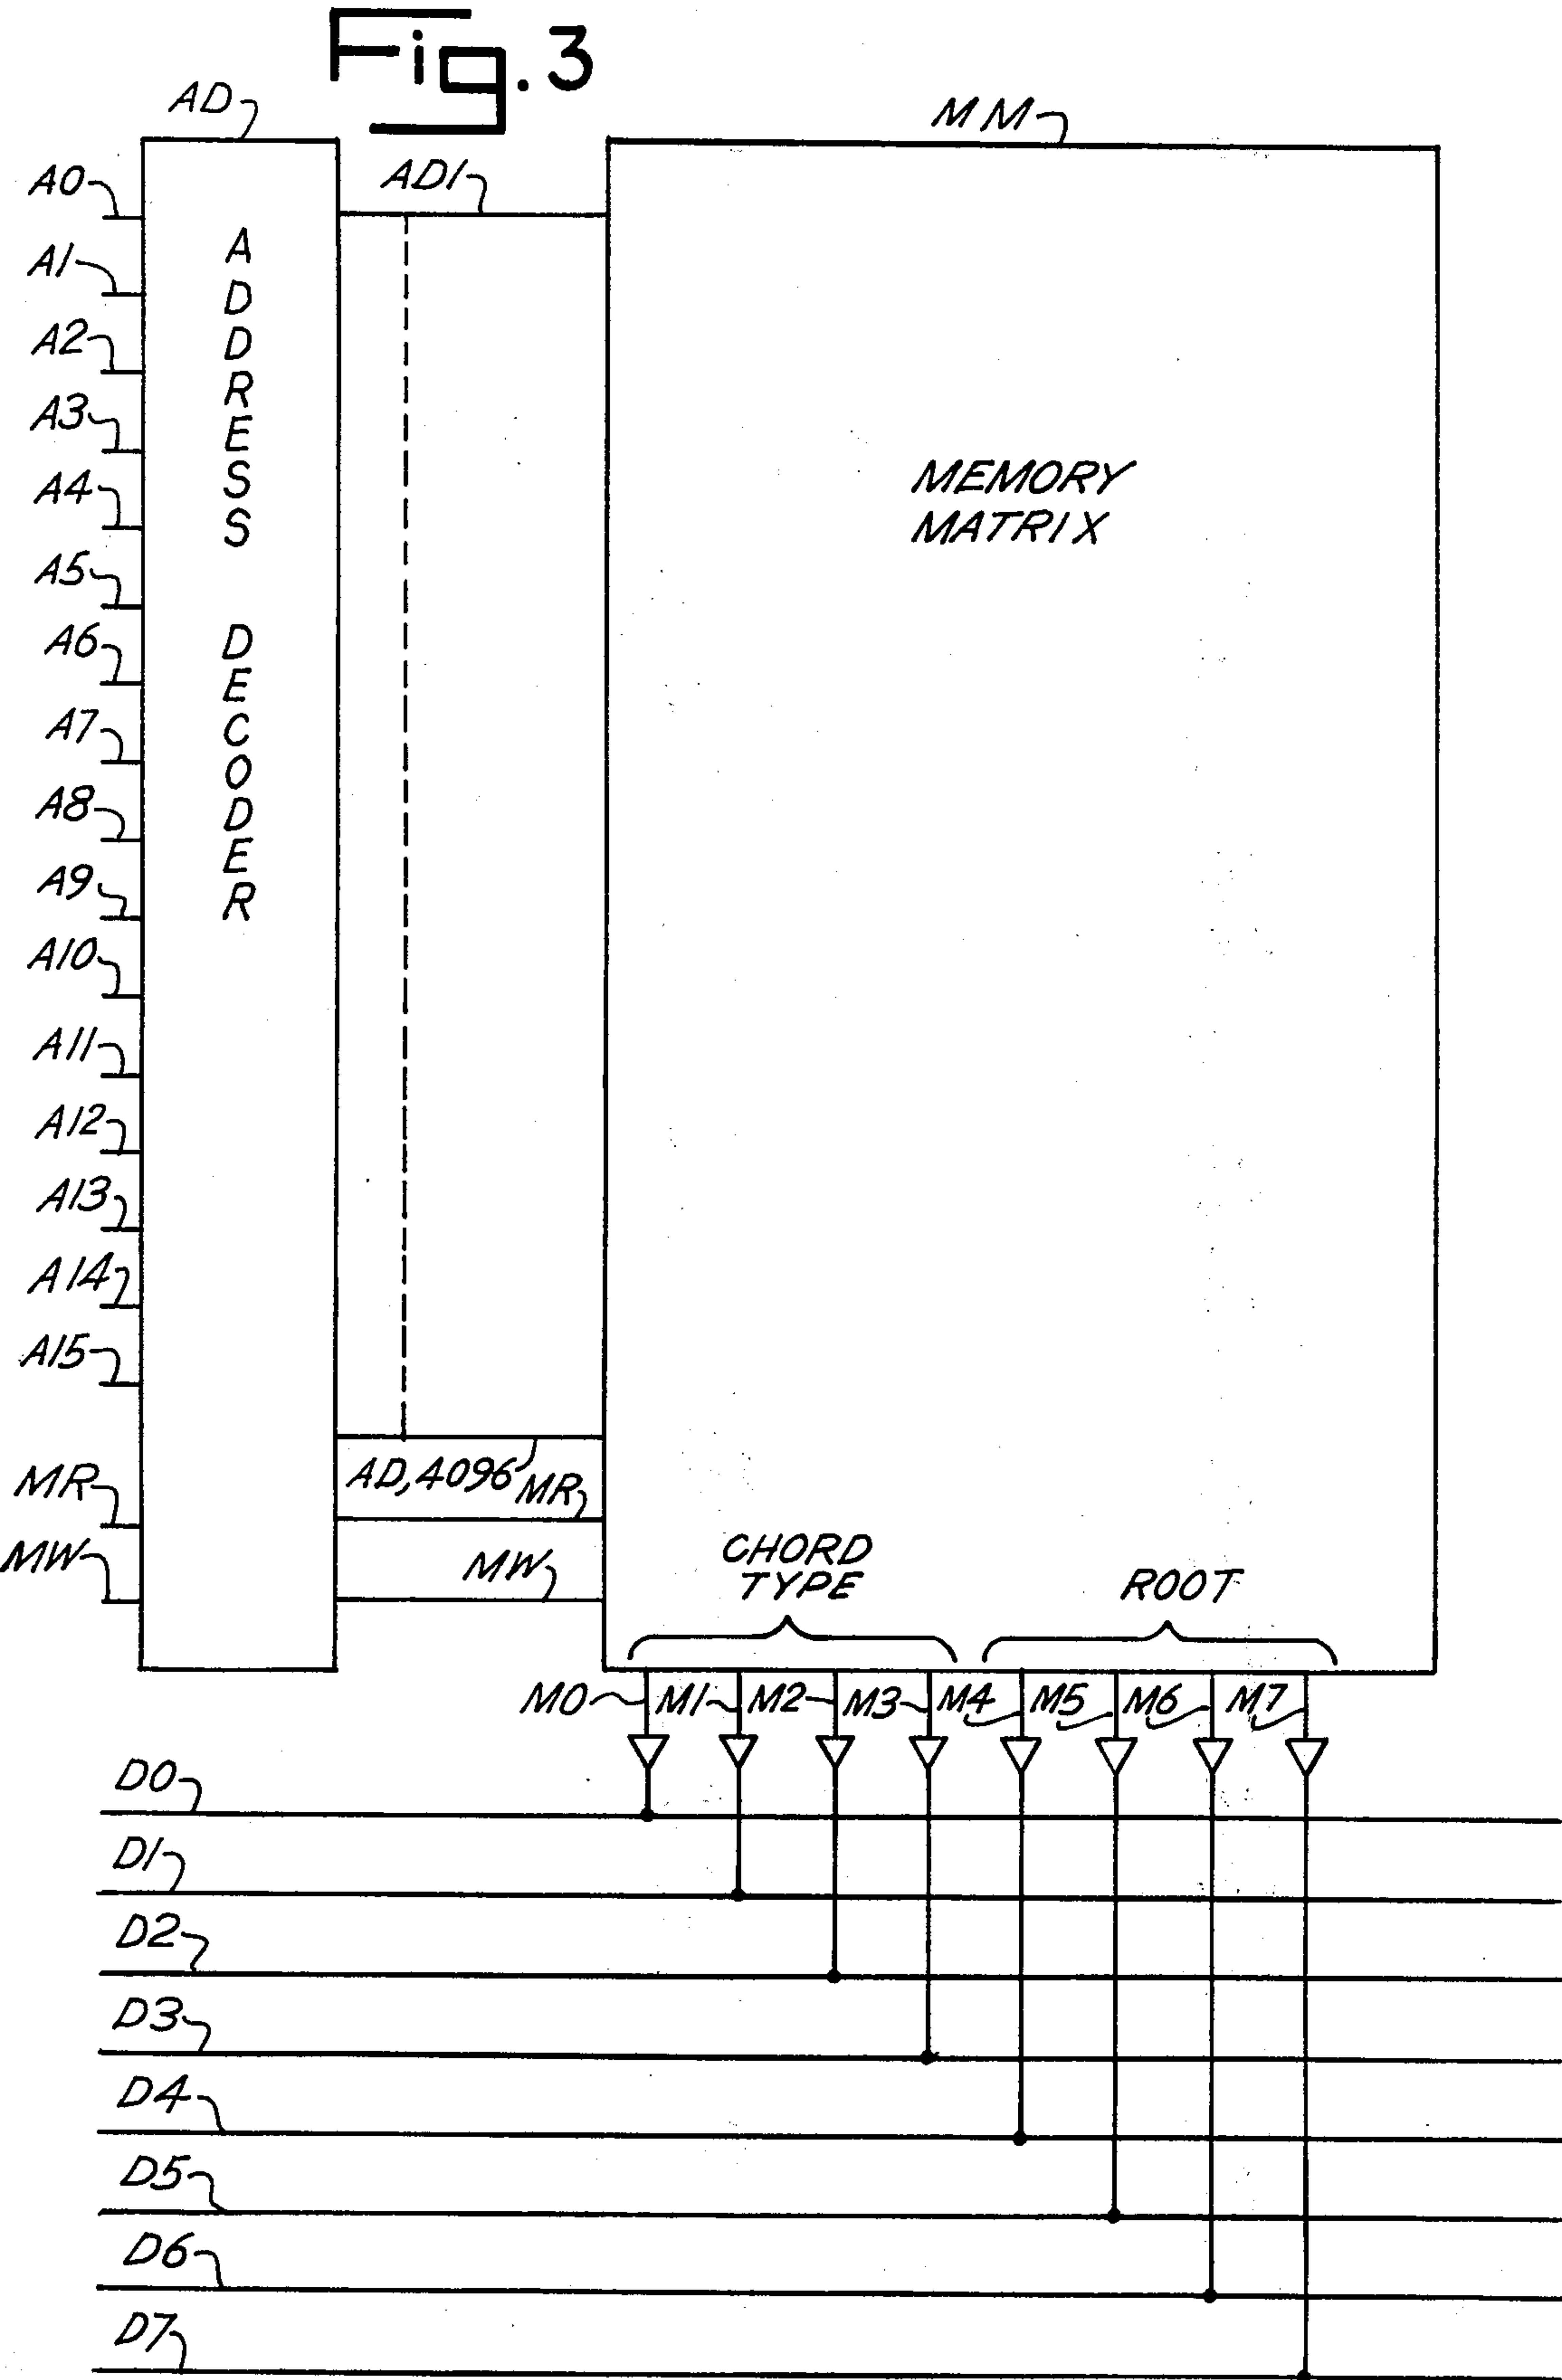 Fig. 3
AD
MM
A0
AD1
A1
A2
A3
A4
A5
A6
A7
A8
A9
A10
A11
A12
A13
A14
A15
MR
MW
ADDRESS
DECODER
MEMORY
MATRIX
AD,4096
MR
MW
CHORD
TYPE
ROOT
M0
M1
M2
M3
M4
M5
M6
M7
D0
D1
D2
D3
D4
D5
D6
D7